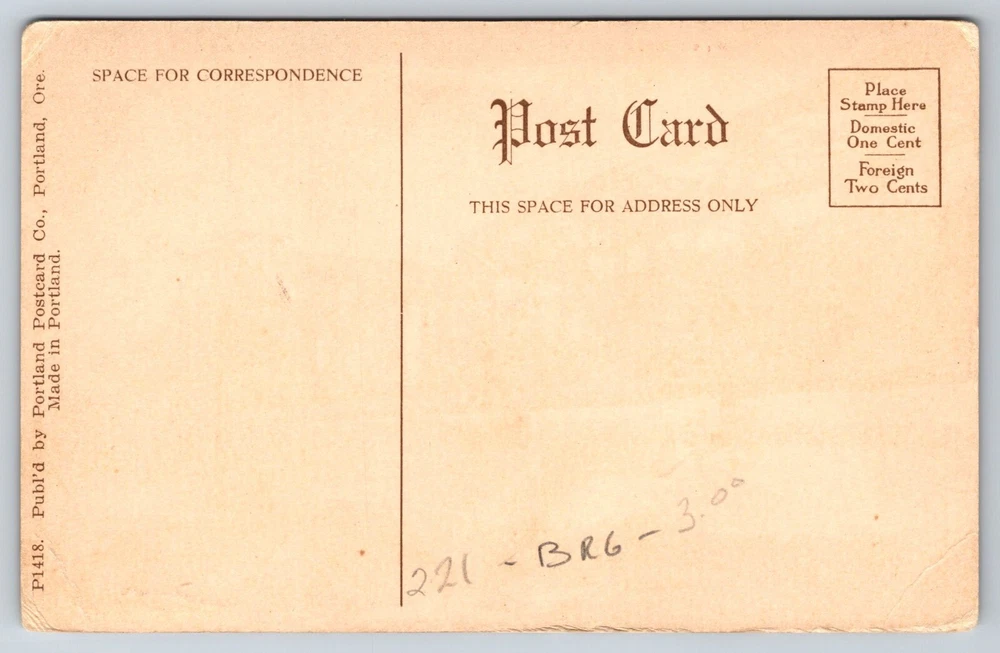 P1418. Publ'd by Portland Postcard Co., Portland, Ore.
Made in Portland.
SPACE FOR CORRESPONDENCE
Post Card
THIS SPACE FOR ADDRESS ONLY
Place
Stamp Here
Domestic
One Cent
Foreign
Two Cents
221 - BRG - 3.00